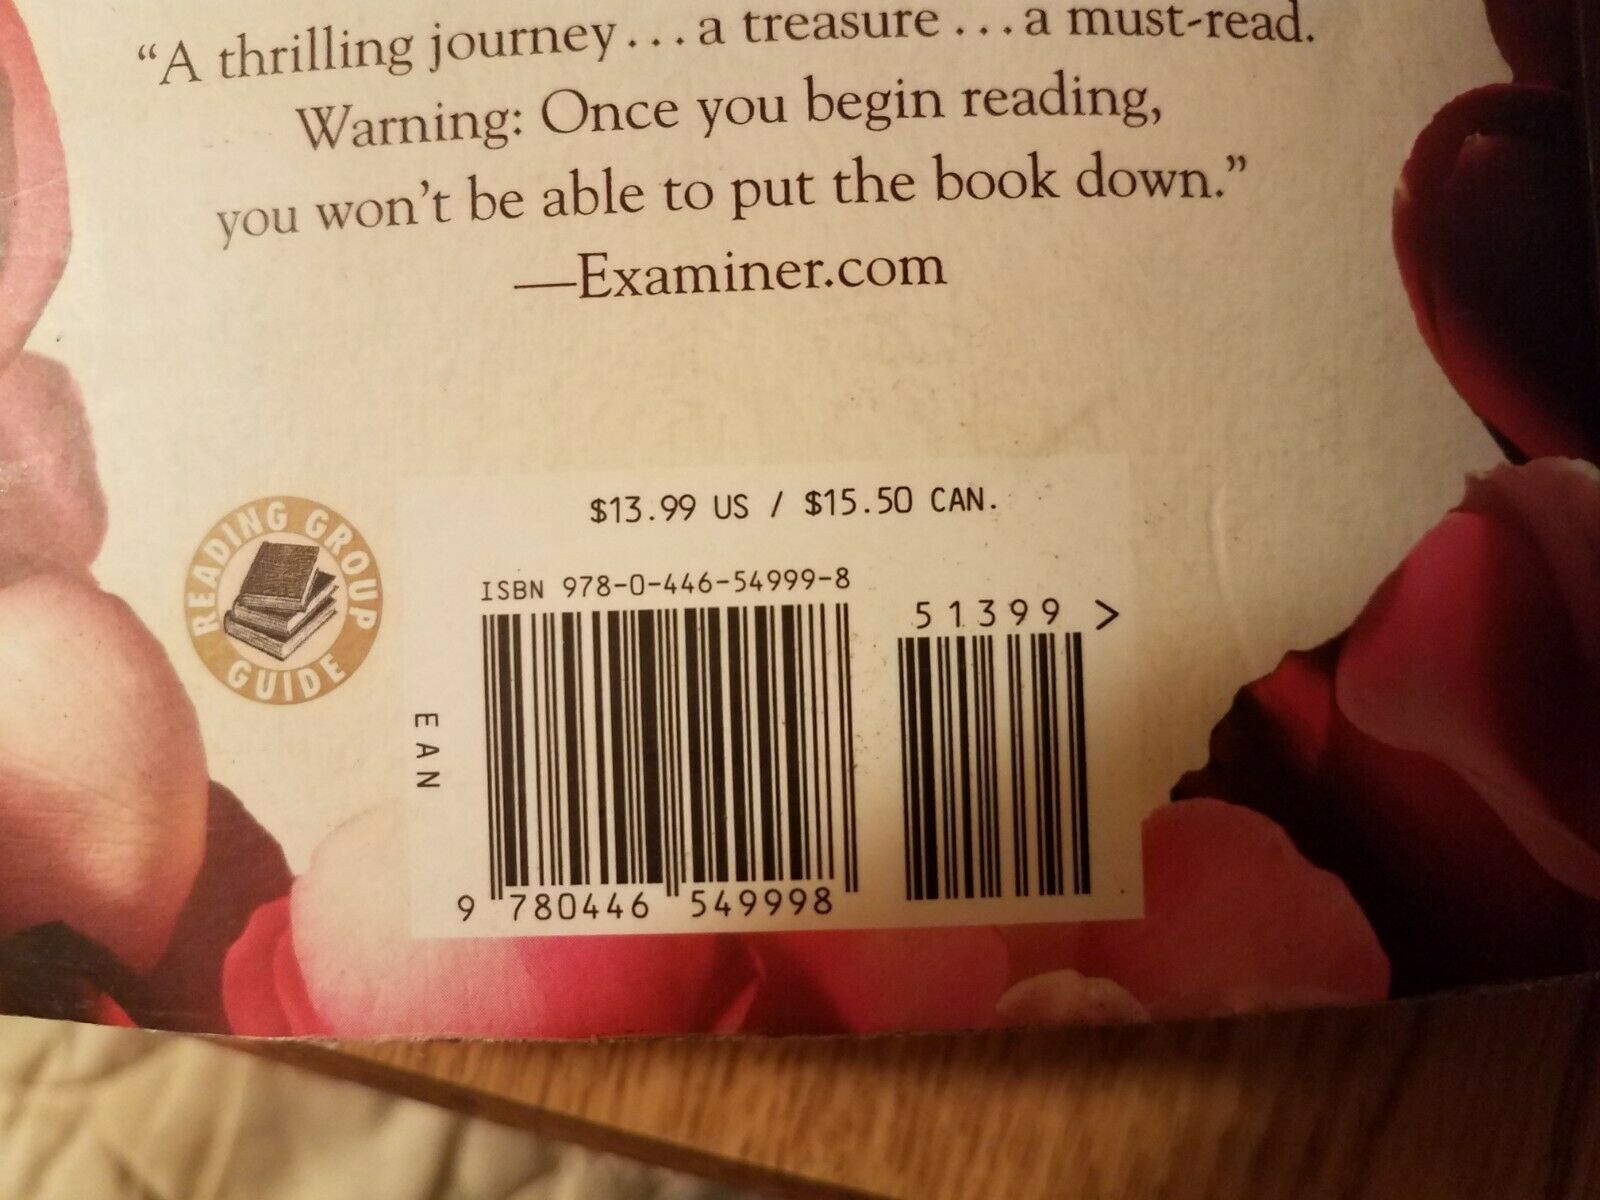 “A thrilling journey . . . a treasure . . . a must-read.
Warning: Once you begin reading,
you won’t be able to put the book down.”
—Examiner.com
$13.99 US / $15.50 CAN.
READING GROUP
GUIDE
ISBN 978-0-446-54999-8
51399 >
EAN
9 780446 549998